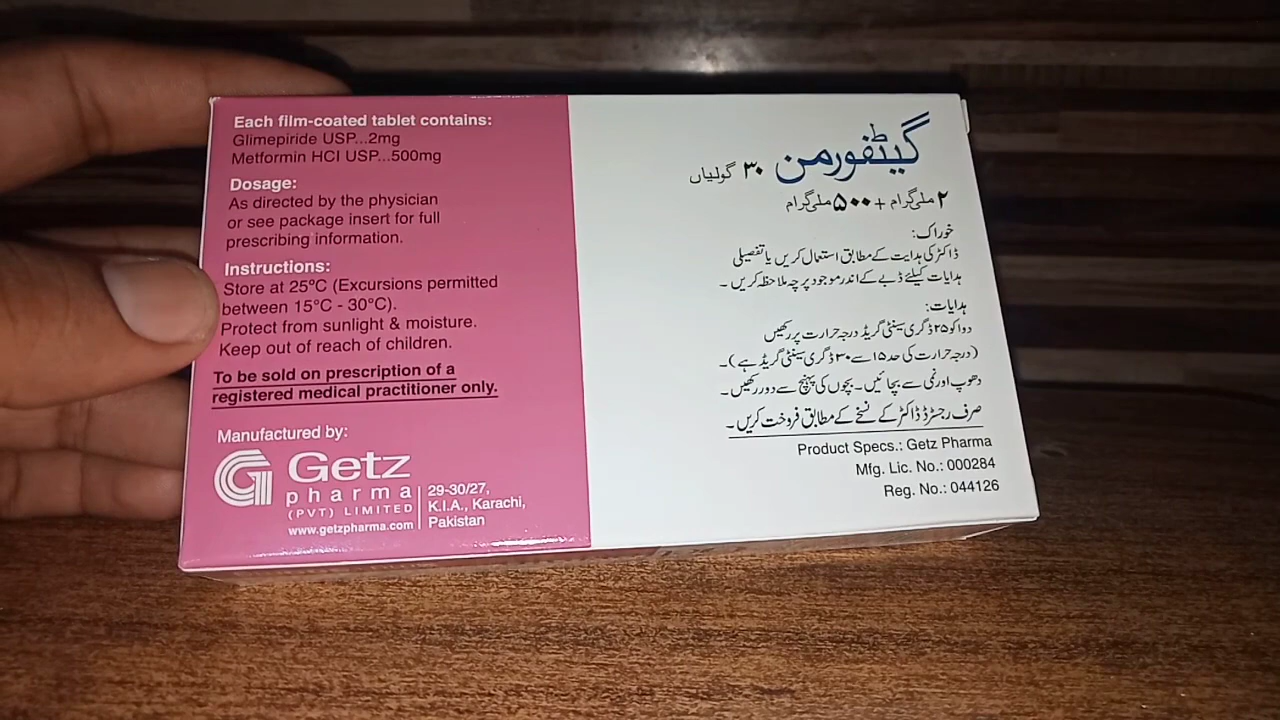 Each film-coated tablet contains:
Glimepiride USP...2mg
Metformin HCl USP...500mg
Dosage:
As directed by the physician
or see package insert for full
prescribing information.
Instructions:
Store at 25°C (Excursions permitted
between 15°C - 30°C).
Protect from sunlight & moisture.
Keep out of reach of children.
To be sold on prescription of a
registered medical practitioner only.
Manufactured by:
Getz
pharma
(PVT) LIMITED
www.getzpharma.com
29-30/27,
K.I.A., Karachi,
Pakistan
گیٹفورمن ۳۰ گولیاں
۲ ملی گرام + ۵۰۰ ملی گرام
خوراک:
ڈاکٹر کی ہدایت کے مطابق استعمال کریں یا تفصیلی
ہدایات کیلئے ڈبے کے اندر موجود پرچہ ملاحظہ کریں۔
ہدایات:
دوا کو ۲۵ ڈگری سینٹی گریڈ درجہ حرارت پر رکھیں
(درجہ حرارت کی حد ۱۵ سے ۳۰ ڈگری سینٹی گریڈ ہے)۔
دھوپ اور نمی سے بچائیں۔ بچوں کی پہنچ سے دور رکھیں۔
صرف رجسٹرڈ ڈاکٹر کے نسخے کے مطابق فروخت کریں۔
Product Specs.: Getz Pharma
Mfg. Lic. No.: 000284
Reg. No.: 044126